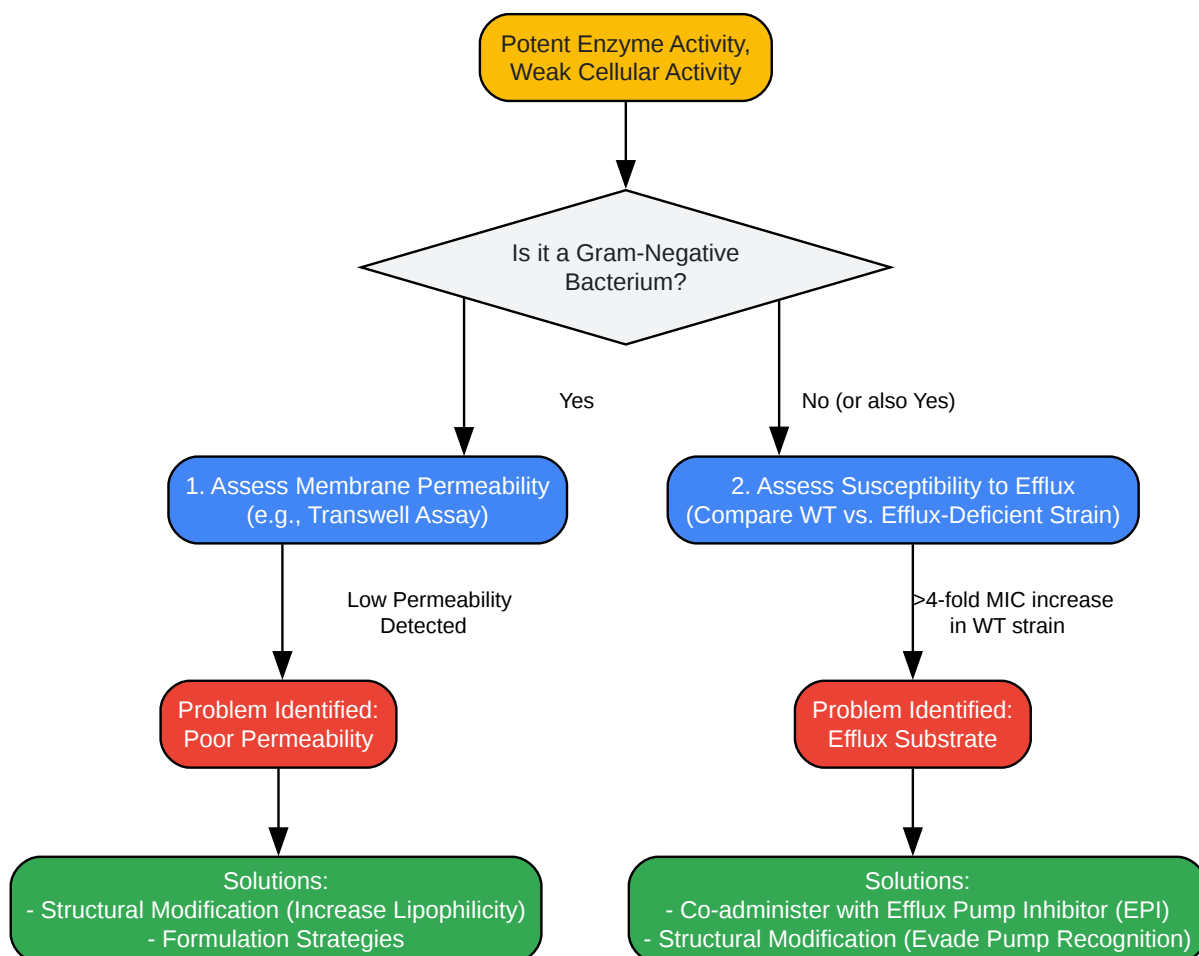 Potent Enzyme Activity,
Weak Cellular Activity
Is it a Gram-Negative
Bacterium?
Yes
No (or also Yes)
1. Assess Membrane Permeability
(e.g., Transwell Assay)
2. Assess Susceptibility to Efflux
(Compare WT vs. Efflux-Deficient Strain)
Low Permeability
Detected
>4-fold MIC increase
in WT strain
Problem Identified:
Poor Permeability
Problem Identified:
Efflux Substrate
Solutions:
- Structural Modification (Increase Lipophilicity)
- Formulation Strategies
Solutions:
- Co-administer with Efflux Pump Inhibitor (EPI)
- Structural Modification (Evade Pump Recognition)